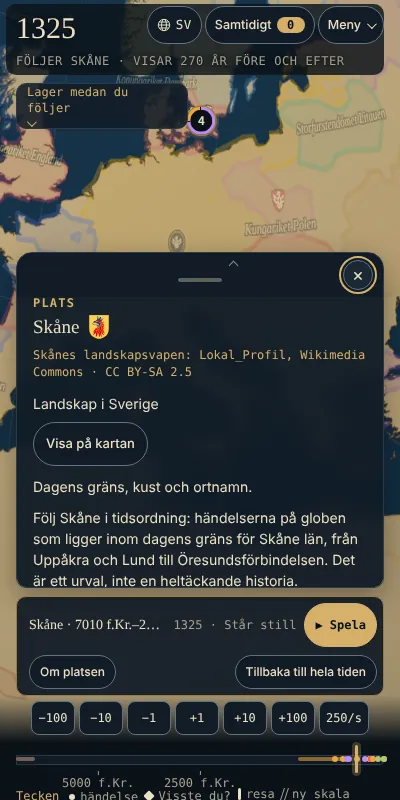 1325
SV
Samtidigt 0
Meny
FÖLJER SKÅNE · VISAR 270 ÅR FÖRE OCH EFTER
Lager medan du
följer
4
Storfurstendömet Litauen
Kungariket Polen
PLATS
Skåne
Skånes landskapsvapen: Lokal_Profil, Wikimedia
Commons · CC BY-SA 2.5
Landskap i Sverige
Visa på kartan
Dagens gräns, kust och ortnamn.
Följ Skåne i tidsordning: händelserna på globen
som ligger inom dagens gräns för Skåne län, från
Uppåkra och Lund till Öresundsförbindelsen. Det
är ett urval, inte en heltäckande historia.
Skåne · 7010 f.Kr.–2…
1325 · Står still
▶ Spela
Om platsen
Tillbaka till hela tiden
−100
−10
−1
+1
+10
+100
250/s
5000 f.Kr.
2500 f.Kr.
Tecken
händelse
Visste du?
resa
// ny skala